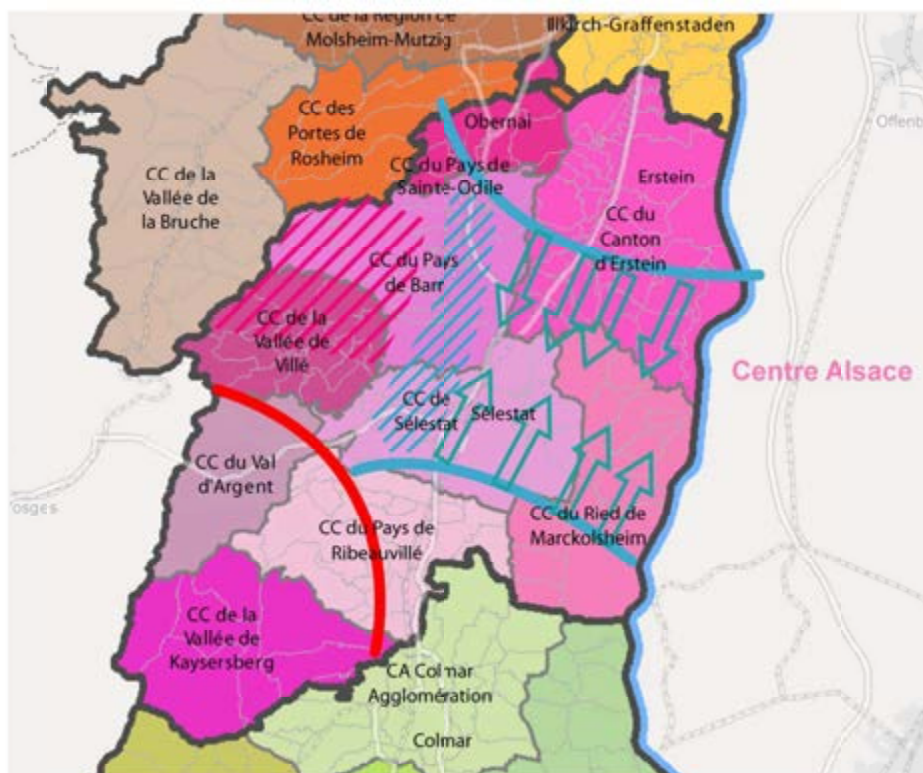 CC de la Région de
Molsheim-Mutzig
Illkirch-Graffenstaden
CC des
Portes de
Rosheim
Obernai
Offenb
CC de la
Vallée de
la Bruche
CC du Pays de
Sainte-Odile
Erstein
CC du
Canton
d'Erstein
CC du Pays
de Barr
CC de la
Vallée de
Villé
Centre Alsace
CC de
Sélestat
Sélestat
CC du Val
d'Argent
osges
CC du Pays de
Ribeauvillé
CC du Ried de
Marckolsheim
CC de la
Vallée de
Kaysersberg
CA Colmar
Agglomération
Colmar